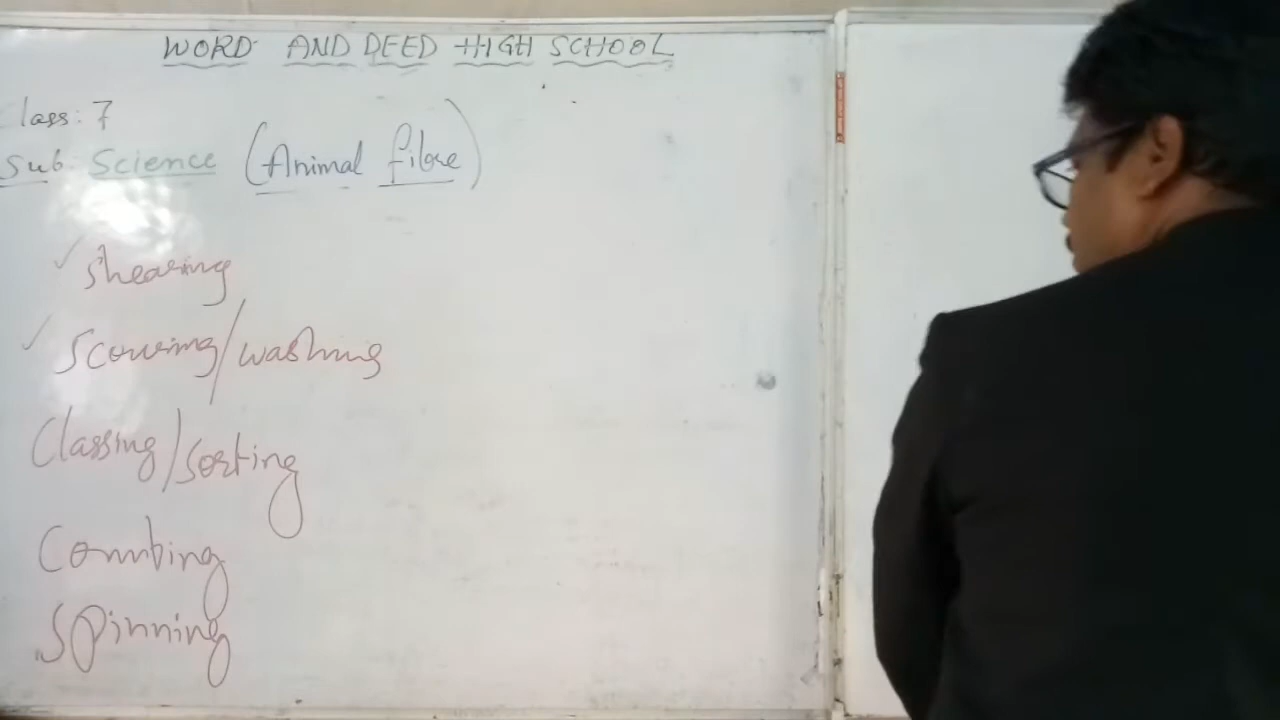 WORD AND DEED HIGH SCHOOL
Class: 7
Sub Science (Animal fibre)
✓ Shearing
✓ Scouring/washing
Classing/sorting
Combing
Spinning